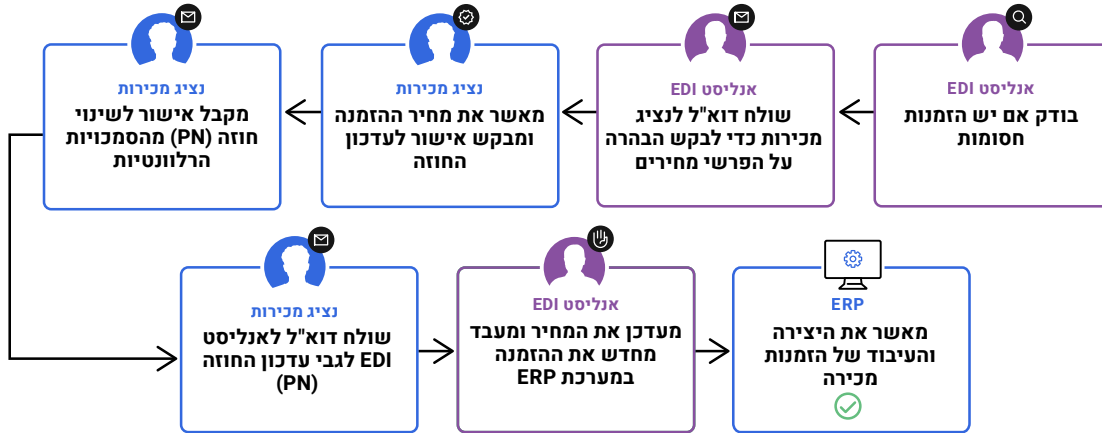 אנליסט EDI
בודק אם יש הזמנות
חסומות
אנליסט EDI
שולח דוא"ל לנציג
מכירות כדי לבקש הבהרה
על הפרשי מחירים
נציג מכירות
מאשר את מחיר ההזמנה
ומבקש אישור לעדכון
החוזה
נציג מכירות
מקבל אישור לשינוי
חוזה (PN) מהסמכויות
הרלוונטיות
נציג מכירות
שולח דוא"ל לאנליסט
EDI לגבי עדכון החוזה
(PN)
אנליסט EDI
מעדכן את המחיר ומעבד
מחדש את ההזמנה
במערכת ERP
ERP
מאשר את היצירה
והעיבוד של הזמנות
מכירה